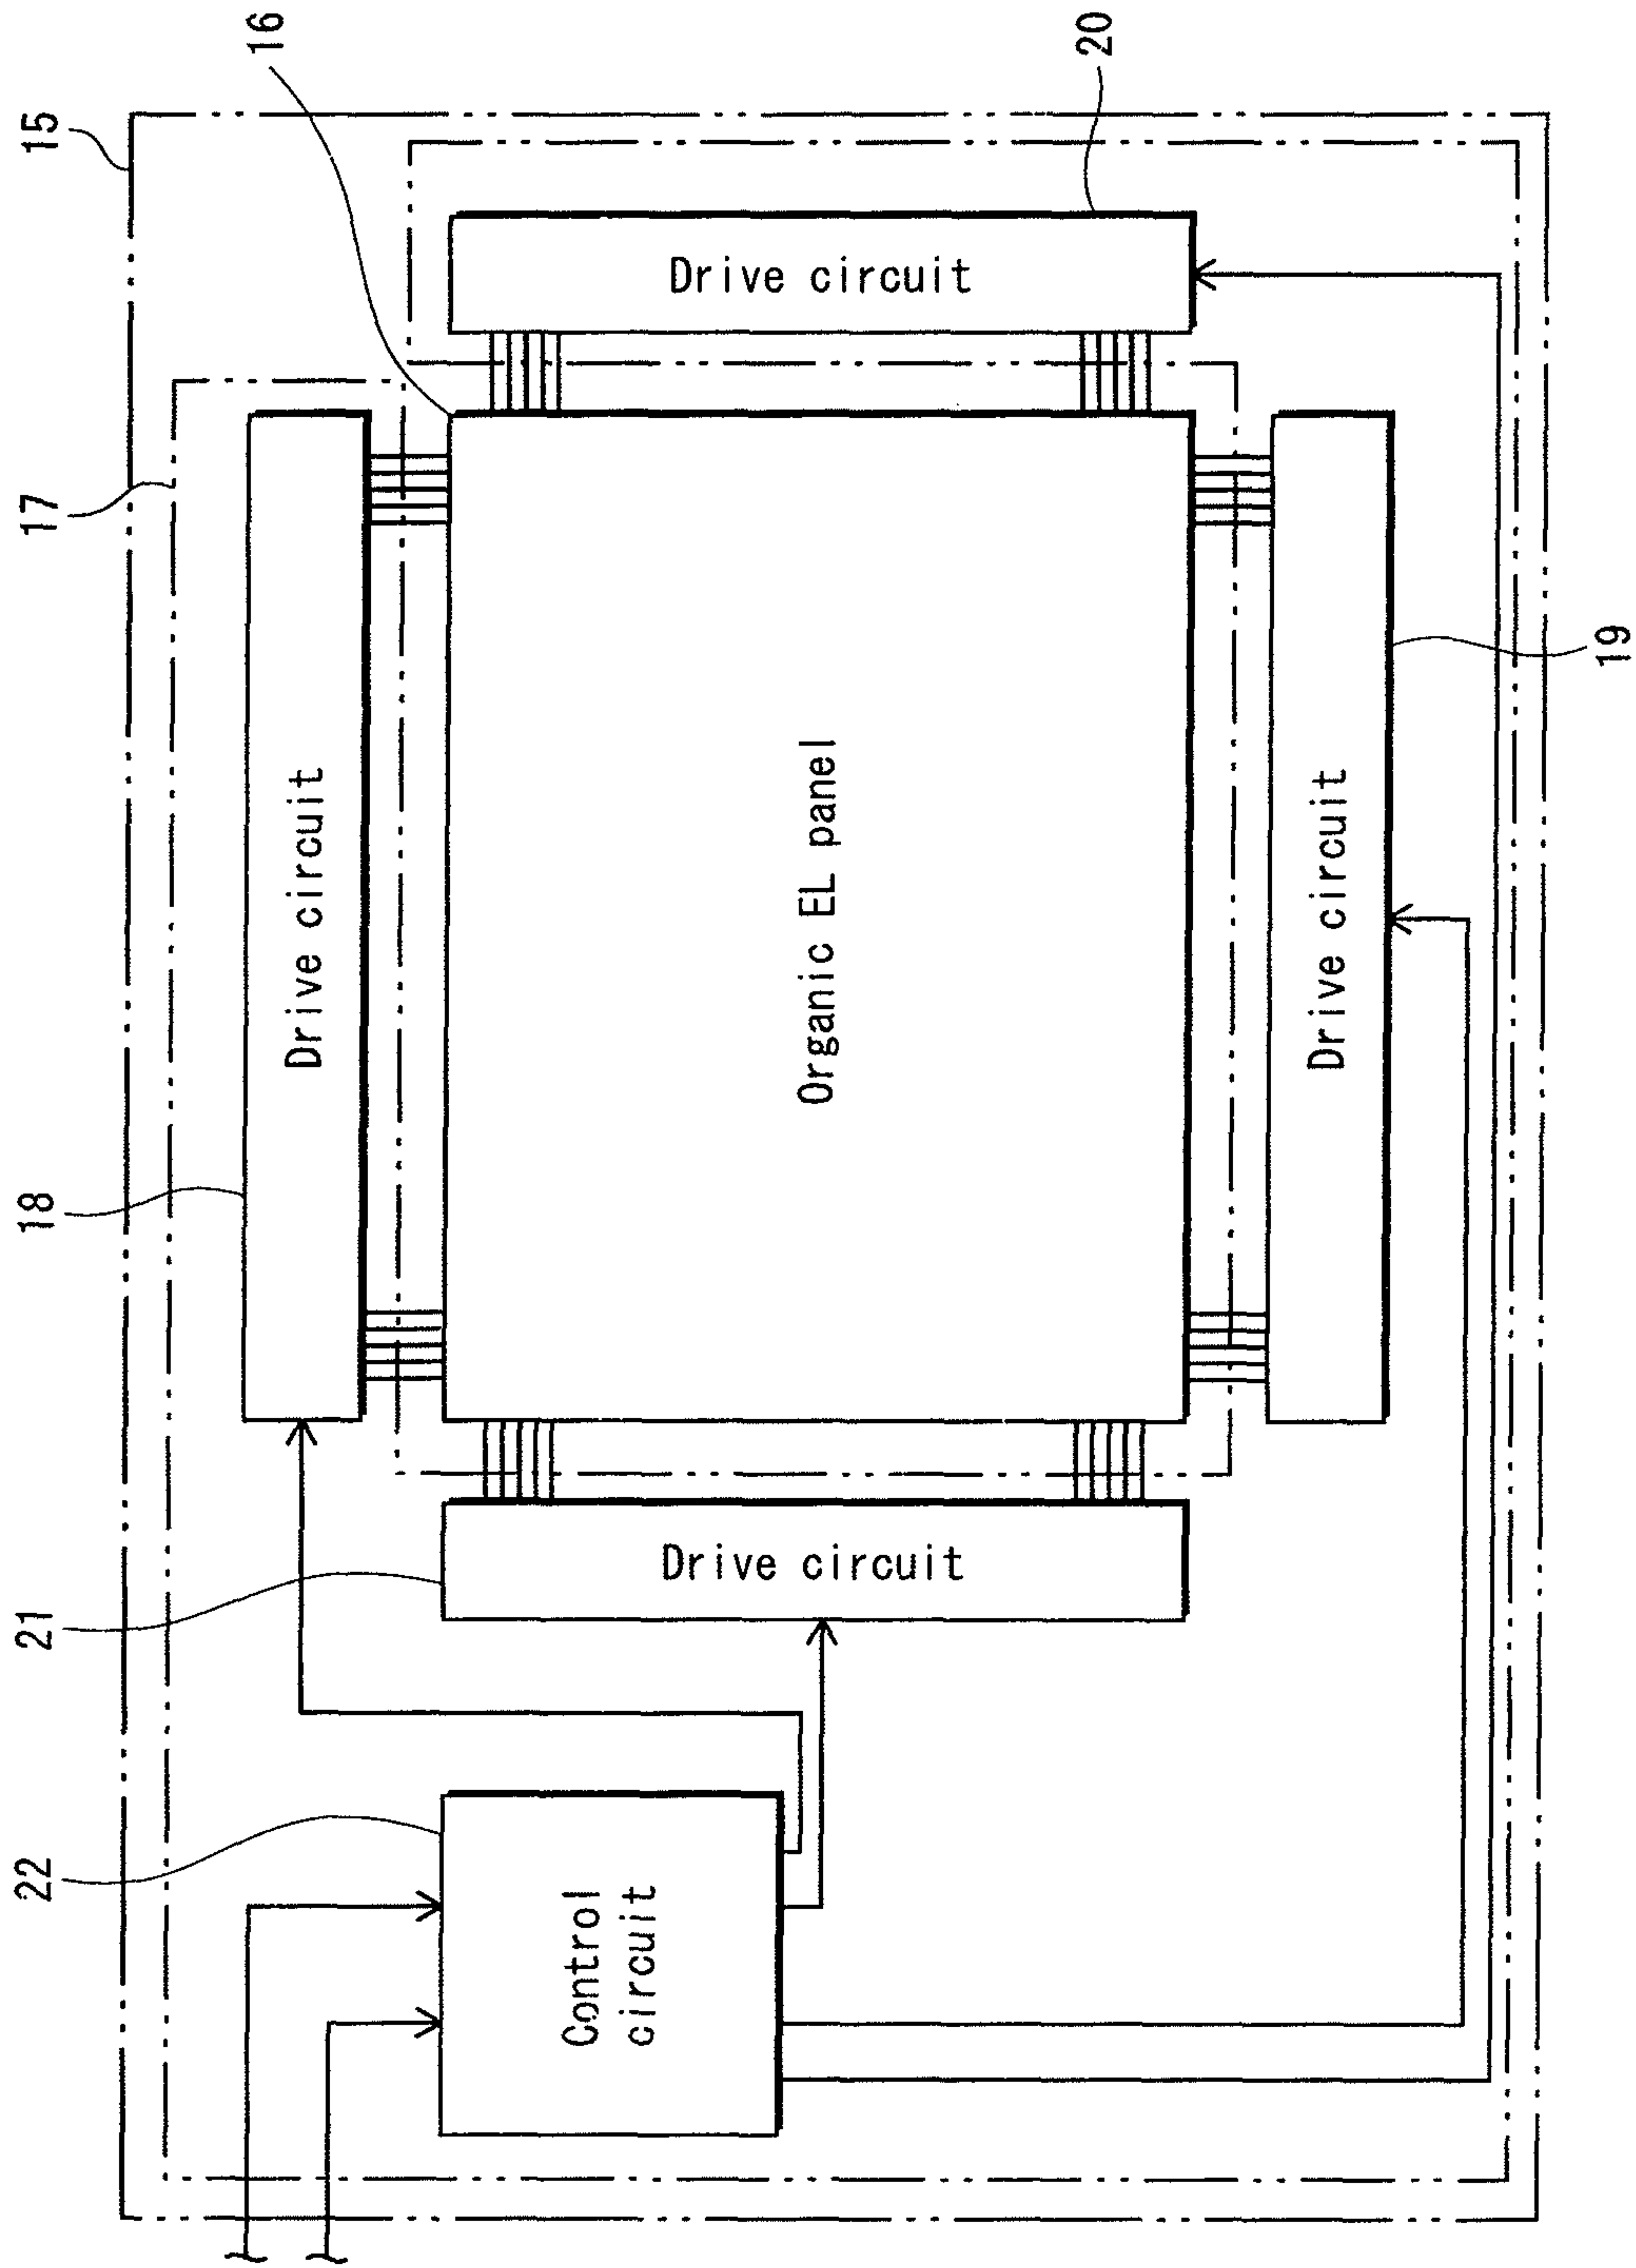 22
21
18
17
15
16
Drive circuit
Control
circuit
Drive circuit
Organic EL panel
Drive circuit
20
Drive circuit
19